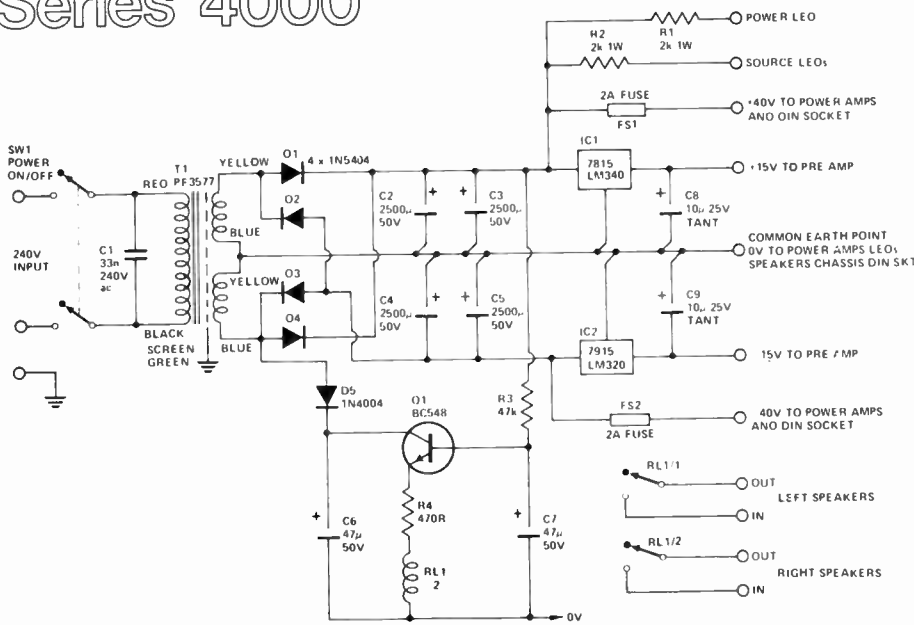 Series 4000
R1
2k 1W
POWER LEO
R2
2k 1W
SOURCE LEOs
2A FUSE
FS1
+40V TO POWER AMPS
AND OIN SOCKET
SW1
POWER
ON/OFF
REO
T1
PF3577
YELLOW
O1
4 x 1N5404
IC1
7815
LM340
+15V TO PRE AMP
O2
C2
2500μ
50V
C3
2500μ
50V
C8
10μ 25V
TANT
BLUE
240V
INPUT
C1
33n
240V
ac
COMMON EARTH POINT
0V TO POWER AMPS LEOs
SPEAKERS CHASSIS DIN SKT
YELLOW
O3
C4
2500μ
50V
C5
2500μ
50V
C9
10μ 25V
TANT
O4
BLACK
BLUE
SCREEN
GREEN
IC2
7915
LM320
15V TO PRE AMP
D5
1N4004
O1
BC548
R3
47k
FS2
2A FUSE
40V TO POWER AMPS
AND DIN SOCKET
RL1/1
OUT
LEFT SPEAKERS
IN
R4
470R
C6
47μ
50V
C7
47μ
50V
RL1/2
OUT
RIGHT SPEAKERS
IN
RL1
2
0V